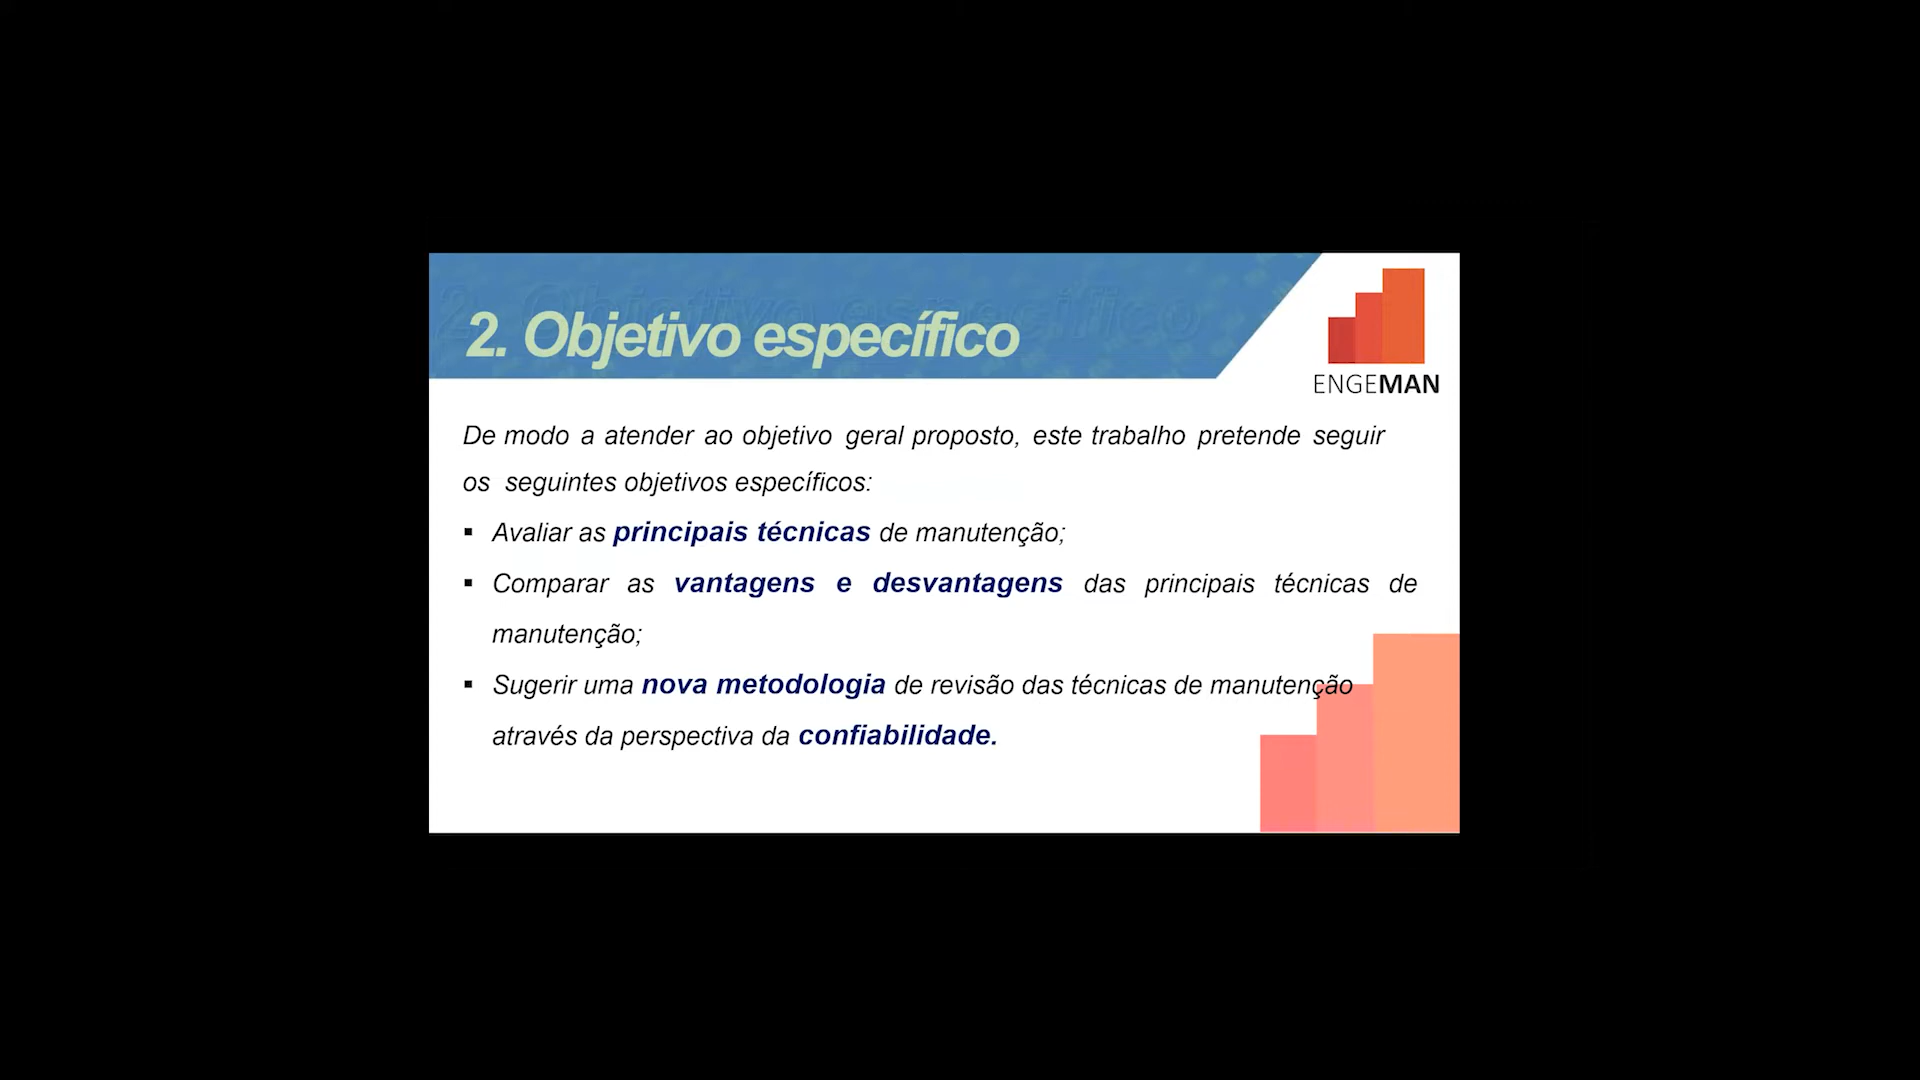 2. Objetivo específico
ENGEMAN
De modo a atender ao objetivo geral proposto, este trabalho pretende seguir
os seguintes objetivos específicos:
▪ Avaliar as principais técnicas de manutenção;
▪ Comparar as vantagens e desvantagens das principais técnicas de
manutenção;
▪ Sugerir uma nova metodologia de revisão das técnicas de manutenção
através da perspectiva da confiabilidade.